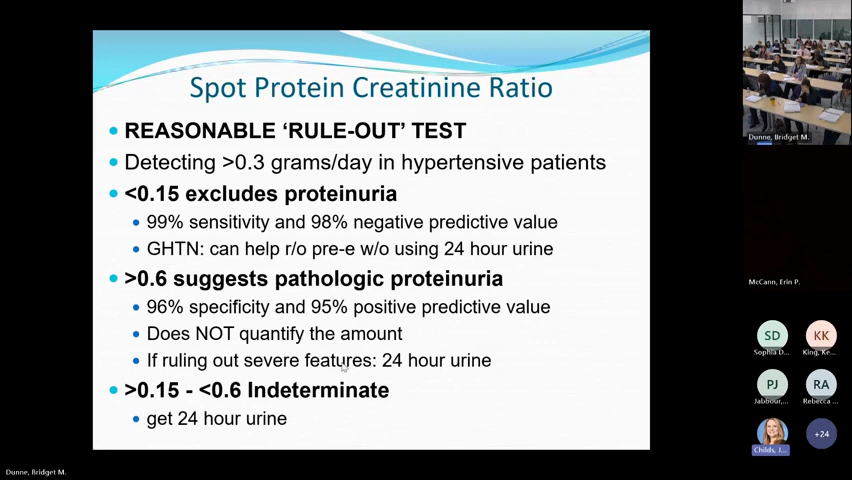 Spot Protein Creatinine Ratio
• REASONABLE ‘RULE-OUT’ TEST
• Detecting >0.3 grams/day in hypertensive patients
• <0.15 excludes proteinuria
• 99% sensitivity and 98% negative predictive value
• GHTN: can help r/o pre-e w/o using 24 hour urine
• >0.6 suggests pathologic proteinuria
• 96% specificity and 95% positive predictive value
• Does NOT quantify the amount
• If ruling out severe features: 24 hour urine
• >0.15 - <0.6 Indeterminate
• get 24 hour urine
Dunne, Bridget M.
McCann, Erin P.
SD
KK
Sophia D...
King, Ke...
PJ
RA
Jabbour,...
Rebecca ...
+24
Childs, J...
Dunne, Bridget M.